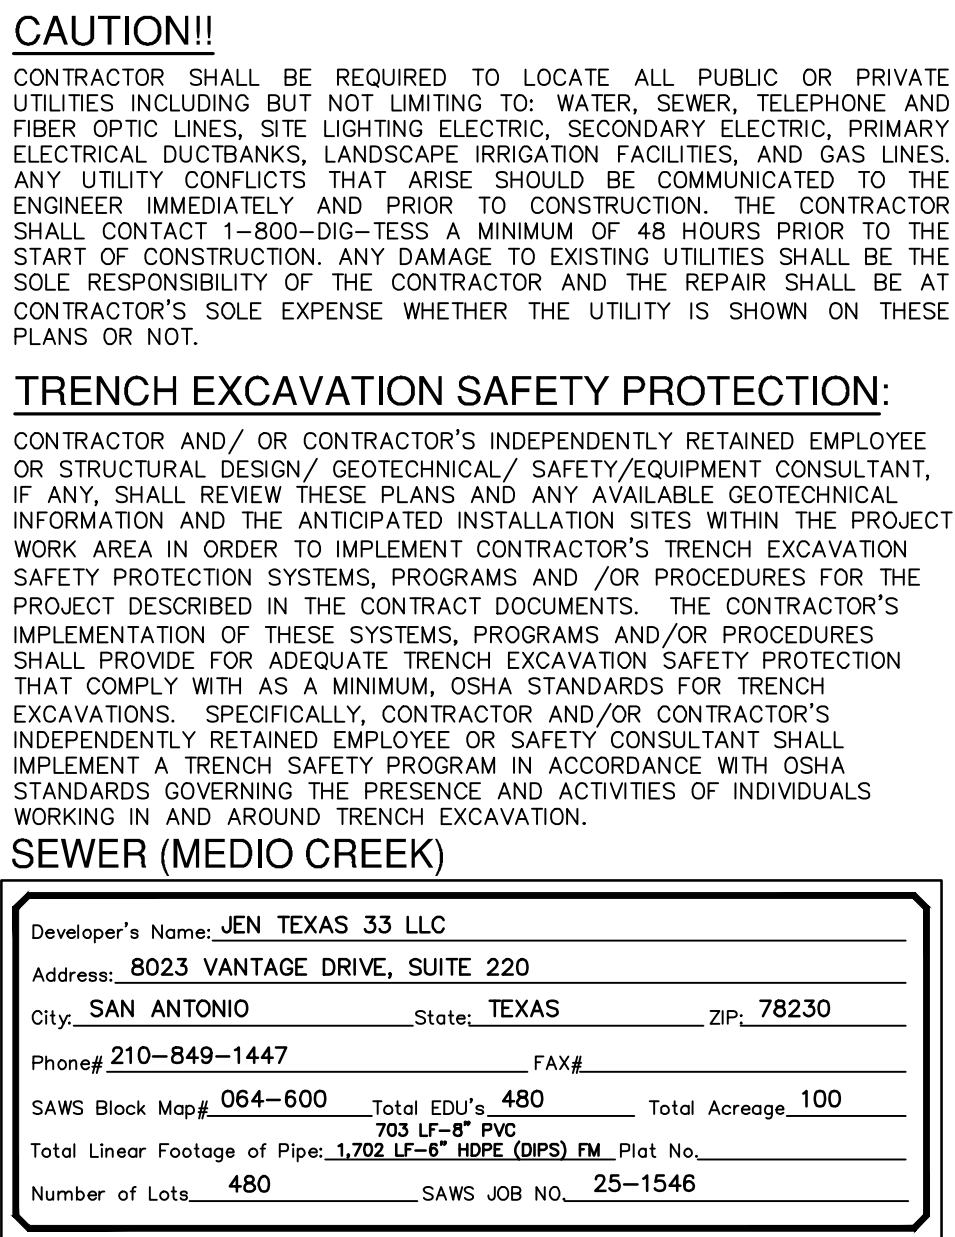 CAUTION!!
CONTRACTOR SHALL BE REQUIRED TO LOCATE ALL PUBLIC OR PRIVATE
UTILITIES INCLUDING BUT NOT LIMITING TO: WATER, SEWER, TELEPHONE AND
FIBER OPTIC LINES, SITE LIGHTING ELECTRIC, SECONDARY ELECTRIC, PRIMARY
ELECTRICAL DUCTBANKS, LANDSCAPE IRRIGATION FACILITIES, AND GAS LINES.
ANY UTILITY CONFLICTS THAT ARISE SHOULD BE COMMUNICATED TO THE
ENGINEER IMMEDIATELY AND PRIOR TO CONSTRUCTION. THE CONTRACTOR
SHALL CONTACT 1-800-DIG-TESS A MINIMUM OF 48 HOURS PRIOR TO THE
START OF CONSTRUCTION. ANY DAMAGE TO EXISTING UTILITIES SHALL BE THE
SOLE RESPONSIBILITY OF THE CONTRACTOR AND THE REPAIR SHALL BE AT
CONTRACTOR'S SOLE EXPENSE WHETHER THE UTILITY IS SHOWN ON THESE
PLANS OR NOT.
TRENCH EXCAVATION SAFETY PROTECTION:
CONTRACTOR AND/ OR CONTRACTOR'S INDEPENDENTLY RETAINED EMPLOYEE
OR STRUCTURAL DESIGN/ GEOTECHNICAL/ SAFETY/EQUIPMENT CONSULTANT,
IF ANY, SHALL REVIEW THESE PLANS AND ANY AVAILABLE GEOTECHNICAL
INFORMATION AND THE ANTICIPATED INSTALLATION SITES WITHIN THE PROJECT
WORK AREA IN ORDER TO IMPLEMENT CONTRACTOR'S TRENCH EXCAVATION
SAFETY PROTECTION SYSTEMS, PROGRAMS AND /OR PROCEDURES FOR THE
PROJECT DESCRIBED IN THE CONTRACT DOCUMENTS. THE CONTRACTOR'S
IMPLEMENTATION OF THESE SYSTEMS, PROGRAMS AND/OR PROCEDURES
SHALL PROVIDE FOR ADEQUATE TRENCH EXCAVATION SAFETY PROTECTION
THAT COMPLY WITH AS A MINIMUM, OSHA STANDARDS FOR TRENCH
EXCAVATIONS. SPECIFICALLY, CONTRACTOR AND/OR CONTRACTOR'S
INDEPENDENTLY RETAINED EMPLOYEE OR SAFETY CONSULTANT SHALL
IMPLEMENT A TRENCH SAFETY PROGRAM IN ACCORDANCE WITH OSHA
STANDARDS GOVERNING THE PRESENCE AND ACTIVITIES OF INDIVIDUALS
WORKING IN AND AROUND TRENCH EXCAVATION.
SEWER (MEDIO CREEK)
Developer's Name: JEN TEXAS 33 LLC
Address: 8023 VANTAGE DRIVE, SUITE 220
City: SAN ANTONIO State: TEXAS ZIP: 78230
Phone# 210-849-1447 FAX#
SAWS Block Map# 064-600 Total EDU's 480 Total Acreage 100
703 LF-8" PVC
Total Linear Footage of Pipe: 1,702 LF-6" HDPE (DIPS) FM Plat No.
Number of Lots 480 SAWS JOB NO. 25-1546